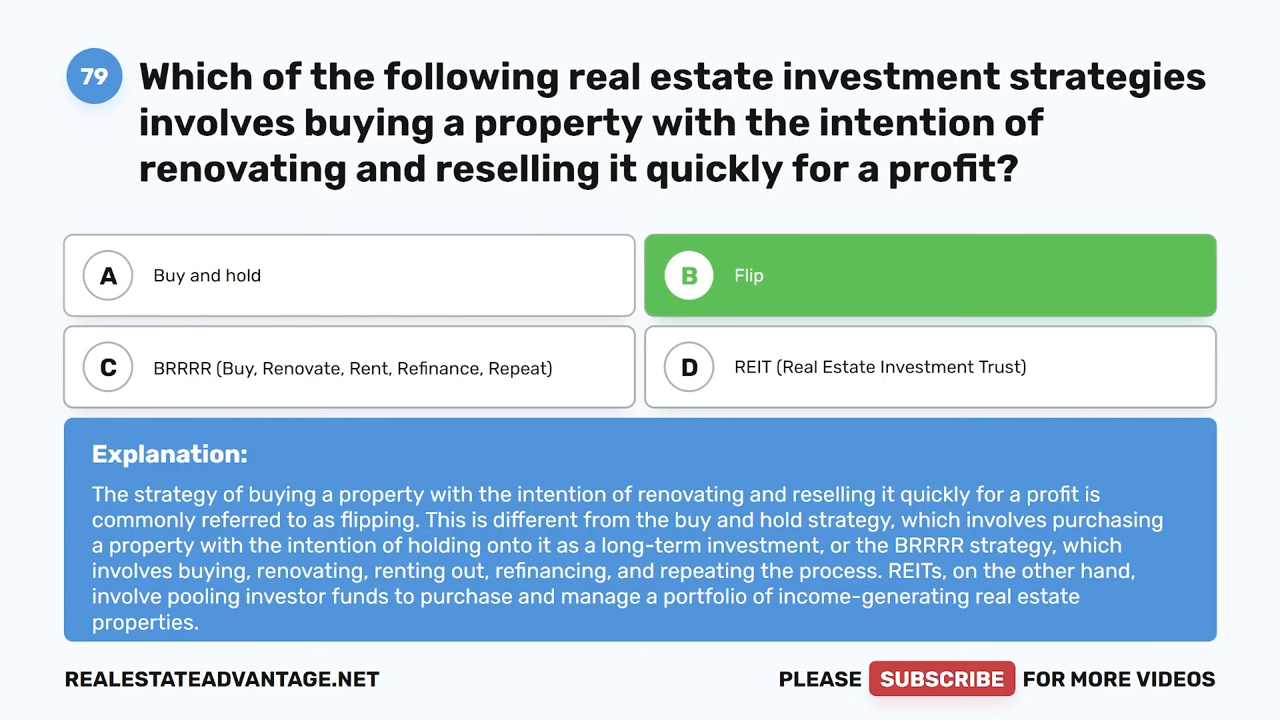 79
Which of the following real estate investment strategies
involves buying a property with the intention of
renovating and reselling it quickly for a profit?
A Buy and hold
B Flip
C BRRRR (Buy, Renovate, Rent, Refinance, Repeat)
D REIT (Real Estate Investment Trust)
Explanation:
The strategy of buying a property with the intention of renovating and reselling it quickly for a profit is
commonly referred to as flipping. This is different from the buy and hold strategy, which involves purchasing
a property with the intention of holding onto it as a long-term investment, or the BRRRR strategy, which
involves buying, renovating, renting out, refinancing, and repeating the process. REITs, on the other hand,
involve pooling investor funds to purchase and manage a portfolio of income-generating real estate
properties.
REALESTATEADVANTAGE.NET
PLEASE SUBSCRIBE FOR MORE VIDEOS